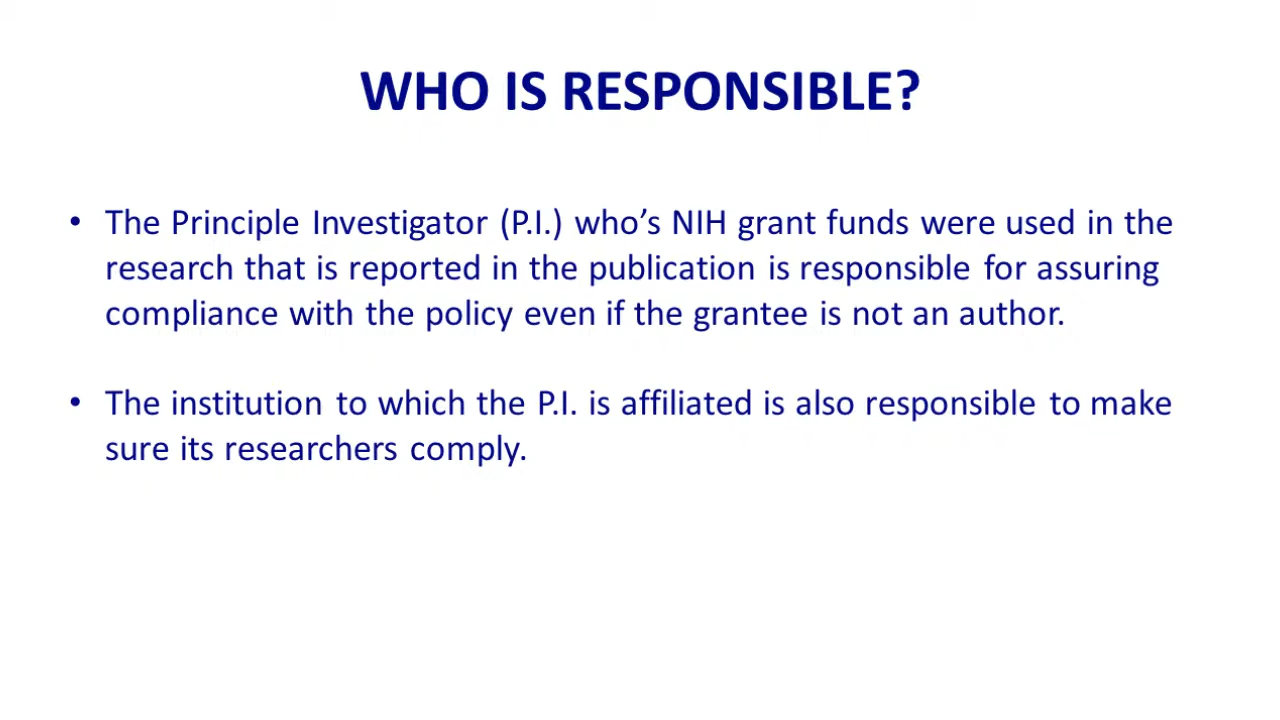 WHO IS RESPONSIBLE?
• The Principle Investigator (P.I.) who’s NIH grant funds were used in the
research that is reported in the publication is responsible for assuring
compliance with the policy even if the grantee is not an author.
• The institution to which the P.I. is affiliated is also responsible to make
sure its researchers comply.